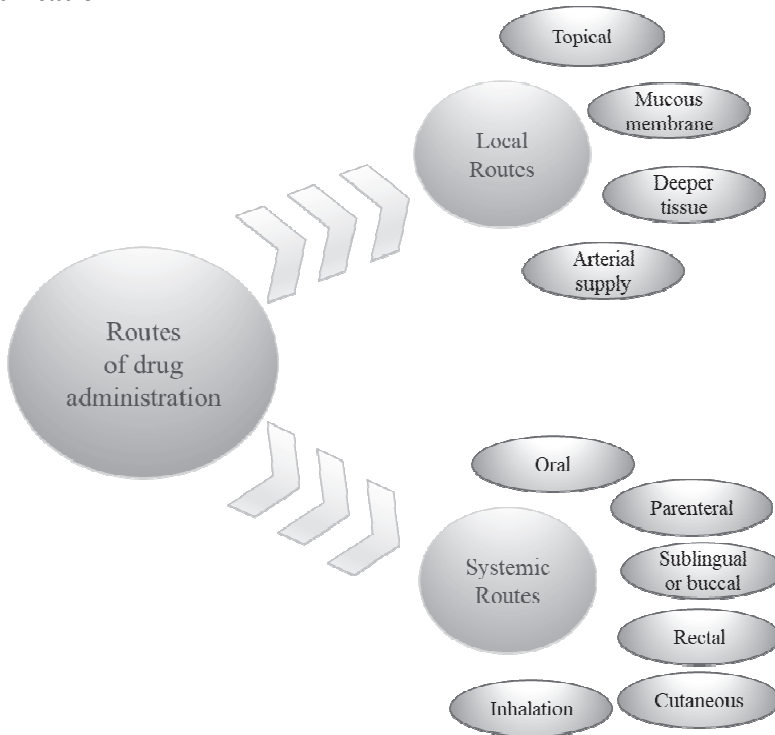 Routes
of drug
administration
Local
Routes
Topical
Mucous
membrane
Deeper
tissue
Arterial
supply
Systemic
Routes
Oral
Parenteral
Sublingual
or buccal
Rectal
Cutaneous
Inhalation